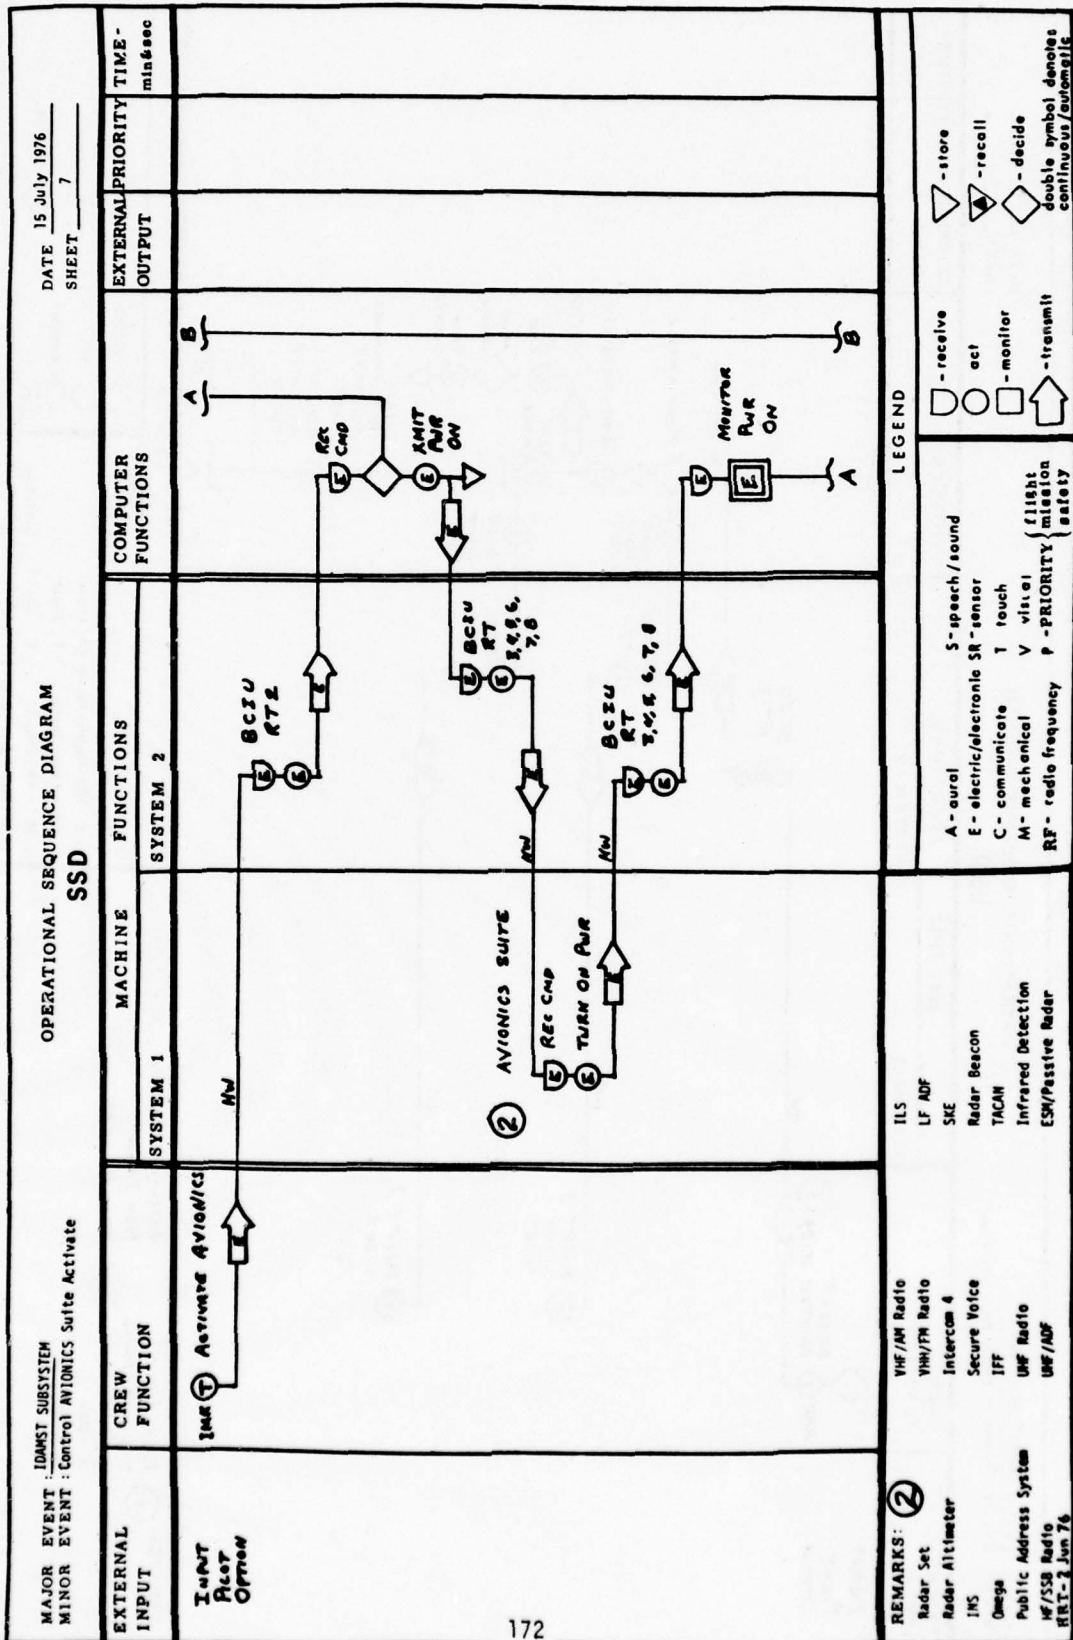 OPERATIONAL SEQUENCE DIAGRAM
SSD
MAJOR EVENT : IDAMST SUBSYSTEM
MINOR EVENT : Control AVIONICS Suite Activate
DATE 15 July 1976
SHEET 7
EXTERNAL INPUT
CREW FUNCTION
MACHINE FUNCTIONS
SYSTEM 1
SYSTEM 2
COMPUTER FUNCTIONS
EXTERNAL OUTPUT
PRIORITY
TIME- min&sec
INPUT
PILOT
OPTION
IMK T ACTIVATE AVIONICS
E
HW
BCIU
RT2
E
E
E
REC
CMD
E
A
B
XMIT
PWR
ON
E
E
BCIU
RT
3,4,5,6,
7,8
E
E
E
HW
2
AVIONICS SUITE
E REC CMD
E TURN ON PWR
E
HW
BCIU
RT
3,4,5,6,7,8
E
E
E
E
MONITOR
PWR
ON
E
A
B
REMARKS: 2
Radar Set
Radar Altimeter
INS
Omega
Public Address System
HF/SSB Radio
HRT-2 Jun 76
VHF/AM Radio
VHH/FM Radio
Intercom 4
Secure Voice
IFF
UHF Radio
UHF/ADF
ILS
LF ADF
SKE
Radar Beacon
TACAN
Infrared Detection
ESM/Passive Radar
LEGEND
A - aural S - speech / sound
E - electric/electronic SR - sensor
C - communicate T touch
M - mechanical V visual
RF - radio frequency P - PRIORITY { flight
mission
safety
- receive
act
- monitor
- transmit
- store
- recall
- decide
double symbol denotes
continuous/automatic
172